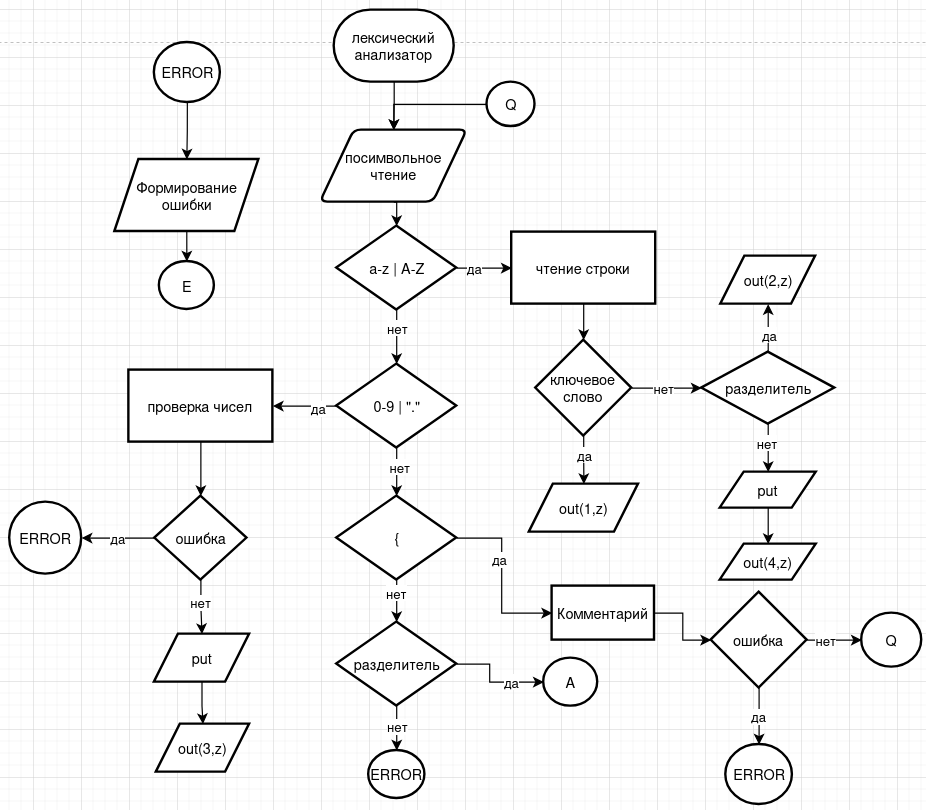 лексический
анализатор
ERROR
Q
посимвольное
чтение
Формирование
ошибки
E
a-z | A-Z
да
чтение строки
out(2,z)
нет
да
ключевое
слово
нет
разделитель
проверка чисел
да
0-9 | "."
нет
да
нет
put
out(1,z)
ERROR
да
ошибка
{
да
out(4,z)
нет
нет
Комментарий
ошибка
нет
Q
put
разделитель
да
A
нет
да
out(3,z)
ERROR
ERROR